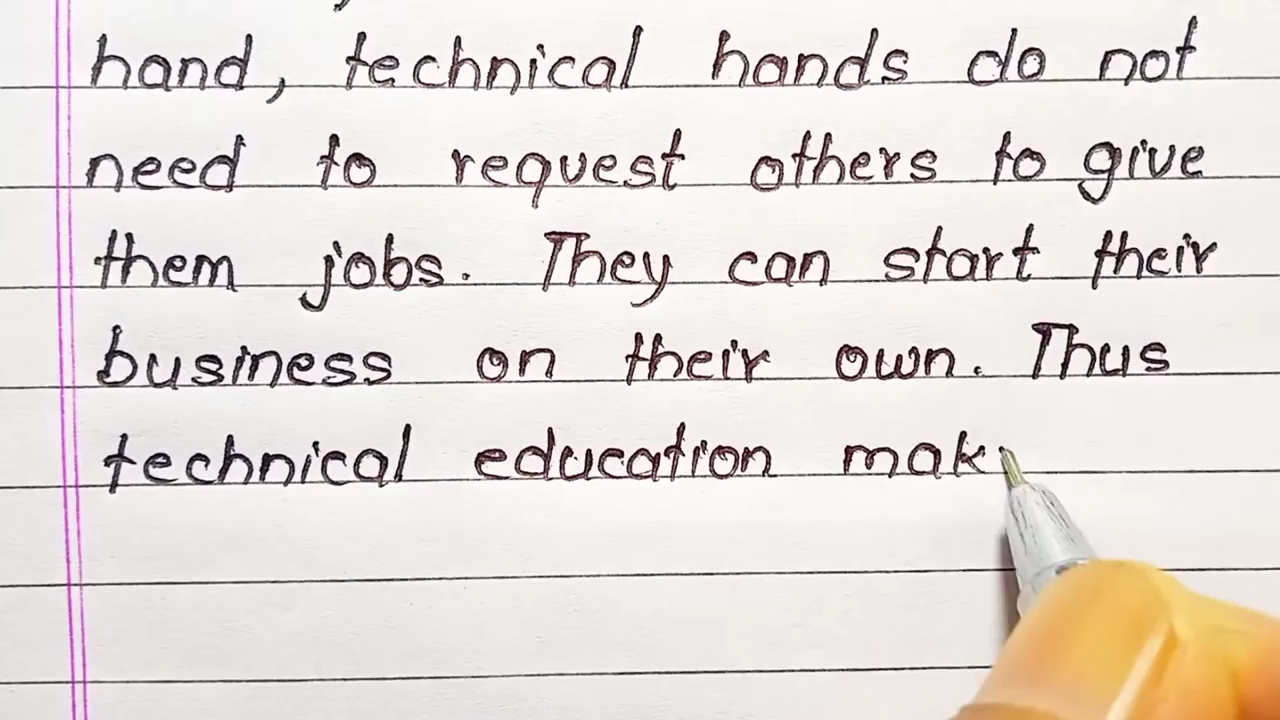 hand, technical hands do not
need to request others to give
them jobs. They can start their
business on their own. Thus
technical education mak